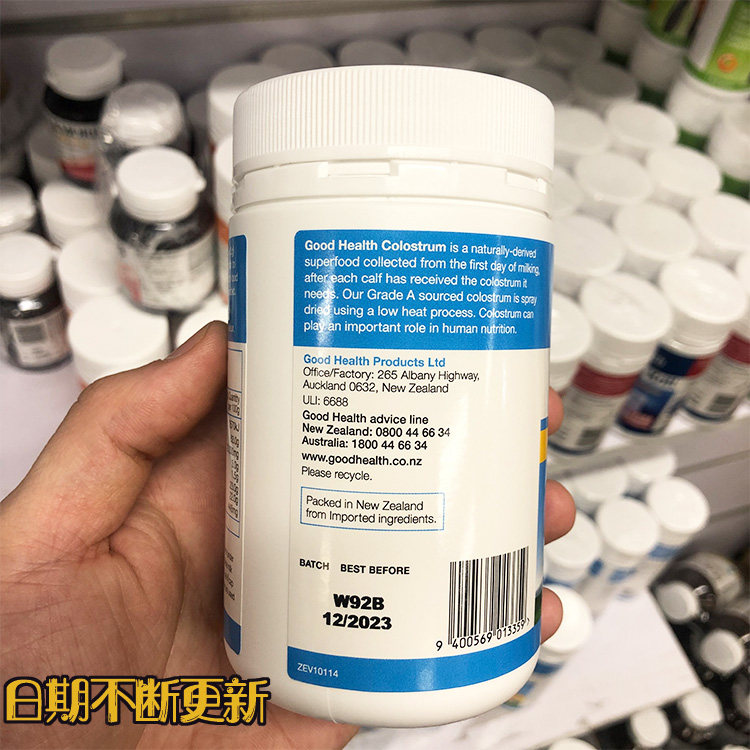 Good Health Colostrum is a naturally-derived
superfood collected from the first day of milking,
after each calf has received the colostrum it
needs. Our Grade A sourced colostrum is spray
dried using a low heat process. Colostrum can
play an important role in human nutrition.
Good Health Products Ltd
Office/Factory: 265 Albany Highway,
Auckland 0632, New Zealand
ULI: 6688
Good Health advice line
New Zealand: 0800 44 66 34
Australia: 1800 44 66 34
www.goodhealth.co.nz
Please recycle.
Packed in New Zealand
from Imported ingredients.
BATCH BEST BEFORE
W92B
12/2023
9 400569 013359
ZEV10114
日期不断更新